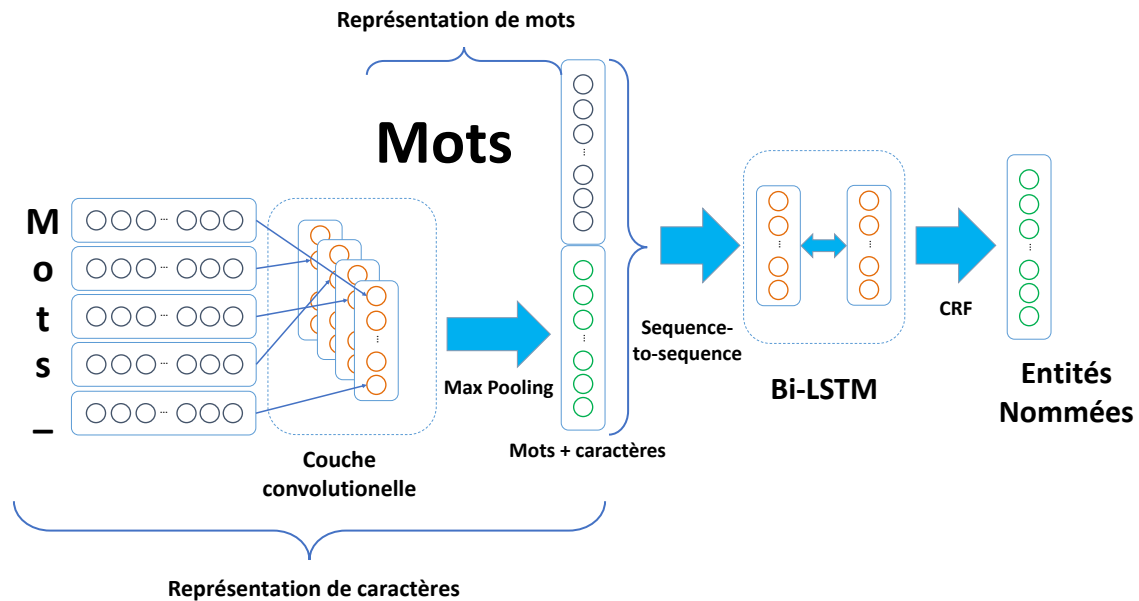 Représentation de mots
Mots
M
o
t
s
_
Max Pooling
Couche
convolutionelle
Mots + caractères
Sequence-
to-sequence
Bi-LSTM
CRF
Entités
Nommées
Représentation de caractères